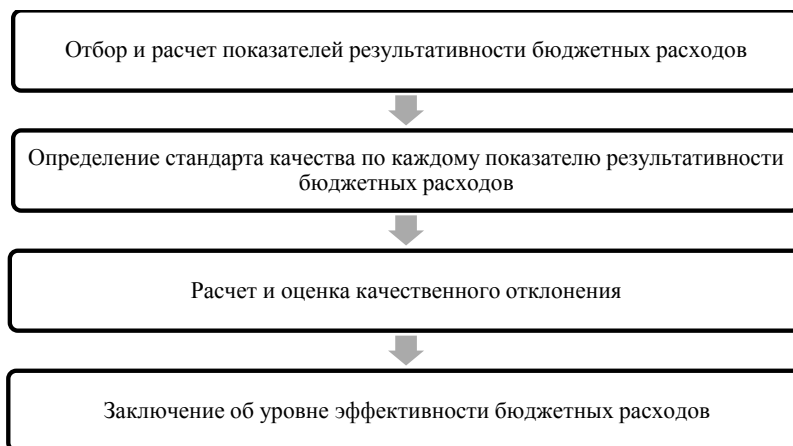 Отбор и расчет показателей результативности бюджетных расходов
Определение стандарта качества по каждому показателю результативности
бюджетных расходов
Расчет и оценка качественного отклонения
Заключение об уровне эффективности бюджетных расходов